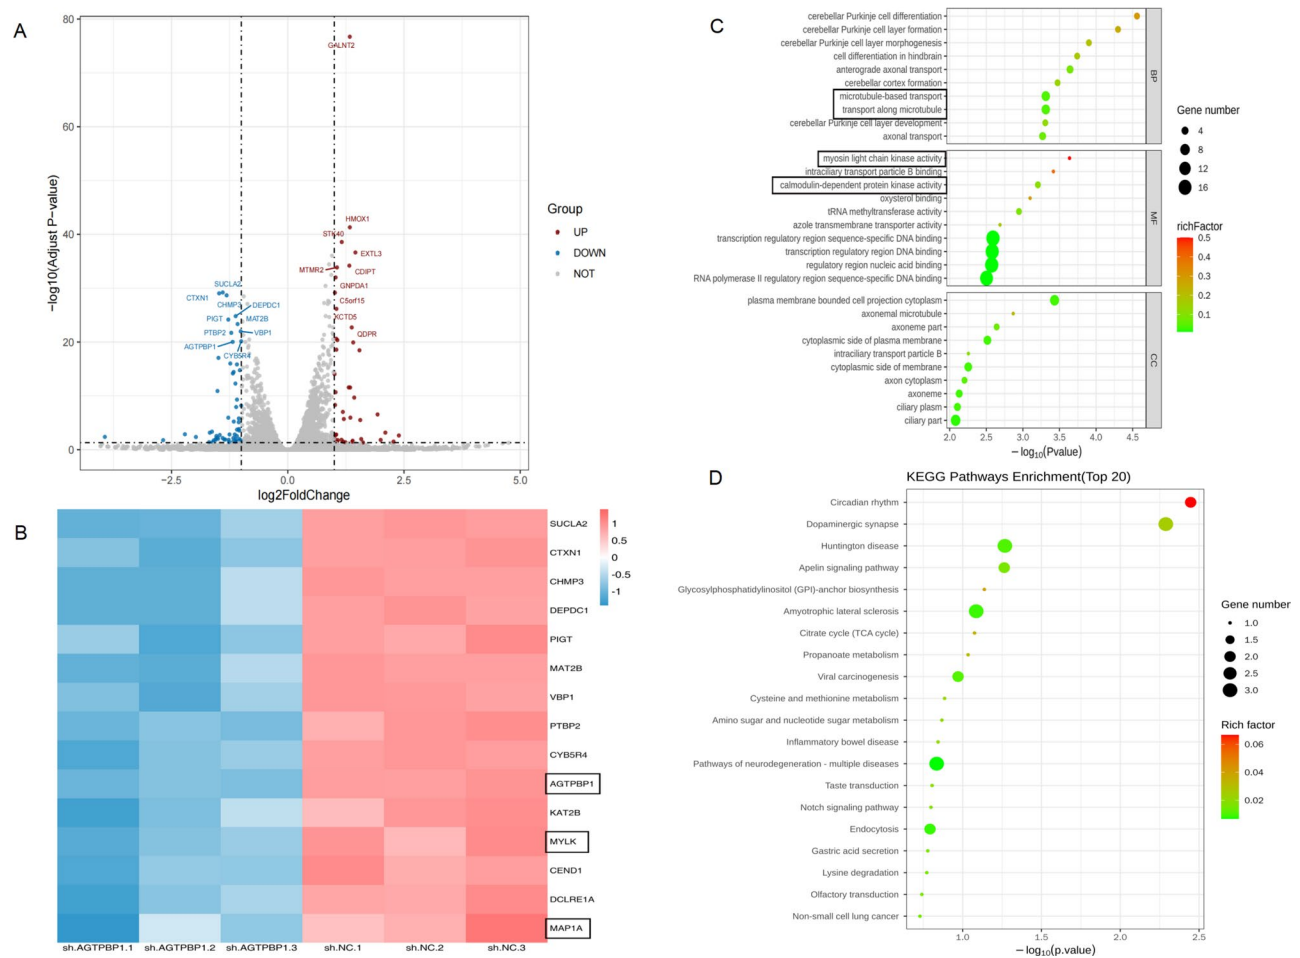 A
80
60
40
20
0
−log10(Adjust P−value)
GALNT2
HMOX1
STK40
EXTL3
MTMR2
CDIPT
GNPDA1
C5orf15
KCTD5
QDPR
SUCLA2
CTXN1
CHMP3
DEPDC1
PIGT
MAT2B
PTBP2
VBP1
AGTPBP1
CYB5R4
−2.5
0.0
2.5
5.0
log2FoldChange
Group
UP
DOWN
NOT
B
SUCLA2
CTXN1
CHMP3
DEPDC1
PIGT
MAT2B
VBP1
PTBP2
CYB5R4
AGTPBP1
KAT2B
MYLK
CEND1
DCLRE1A
MAP1A
sh.AGTPBP1.1
sh.AGTPBP1.2
sh.AGTPBP1.3
sh.NC.1
sh.NC.2
sh.NC.3
1
0.5
0
-0.5
-1
C
cerebellar Purkinje cell differentiation
cerebellar Purkinje cell layer formation
cerebellar Purkinje cell layer morphogenesis
cell differentiation in hindbrain
anterograde axonal transport
cerebellar cortex formation
microtubule-based transport
transport along microtubule
cerebellar Purkinje cell layer development
axonal transport
BP
myosin light chain kinase activity
intraciliary transport particle B binding
calmodulin-dependent protein kinase activity
oxysterol binding
tRNA methyltransferase activity
azole transmembrane transporter activity
transcription regulatory region sequence-specific DNA binding
transcription regulatory region DNA binding
regulatory region nucleic acid binding
RNA polymerase II regulatory region sequence-specific DNA binding
MF
plasma membrane bounded cell projection cytoplasm
axonemal microtubule
axoneme part
cytoplasmic side of plasma membrane
intraciliary transport particle B
cytoplasmic side of membrane
axon cytoplasm
axoneme
ciliary plasm
ciliary part
CC
2.0
2.5
3.0
3.5
4.0
4.5
−log10(Pvalue)
Gene number
4
8
12
16
richFactor
0.5
0.4
0.3
0.2
0.1
D
KEGG Pathways Enrichment(Top 20)
Circadian rhythm
Dopaminergic synapse
Huntington disease
Apelin signaling pathway
Glycosylphosphatidylinositol (GPI)-anchor biosynthesis
Amyotrophic lateral sclerosis
Citrate cycle (TCA cycle)
Propanoate metabolism
Viral carcinogenesis
Cysteine and methionine metabolism
Amino sugar and nucleotide sugar metabolism
Inflammatory bowel disease
Pathways of neurodegeneration - multiple diseases
Taste transduction
Notch signaling pathway
Endocytosis
Gastric acid secretion
Lysine degradation
Olfactory transduction
Non-small cell lung cancer
1.0
1.5
2.0
2.5
−log10(p.value)
Gene number
1.0
1.5
2.0
2.5
3.0
Rich factor
0.06
0.04
0.02